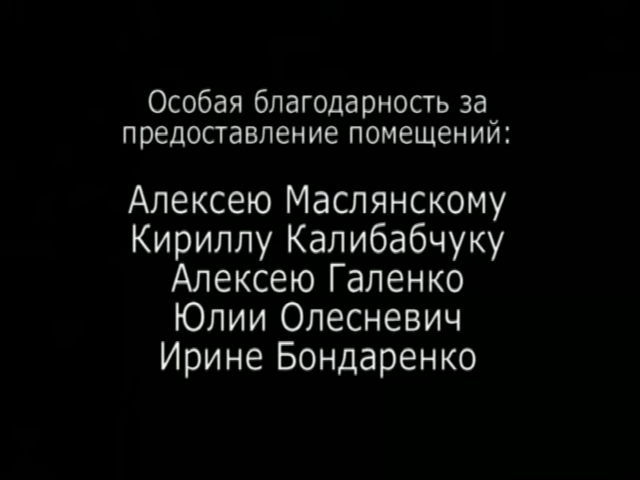 Особая благодарность за
предоставление помещений:
Алексею Маслянскому
Кириллу Калибабчуку
Алексею Галенко
Юлии Олесневич
Ирине Бондаренко